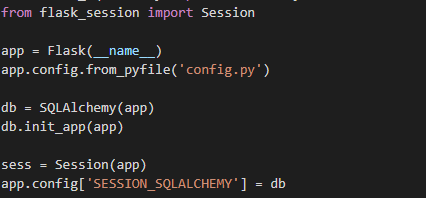 from flask_session import Session
app = Flask(__name__)
app.config.from_pyfile('config.py')
db = SQLAlchemy(app)
db.init_app(app)
sess = Session(app)
app.config['SESSION_SQLALCHEMY'] = db